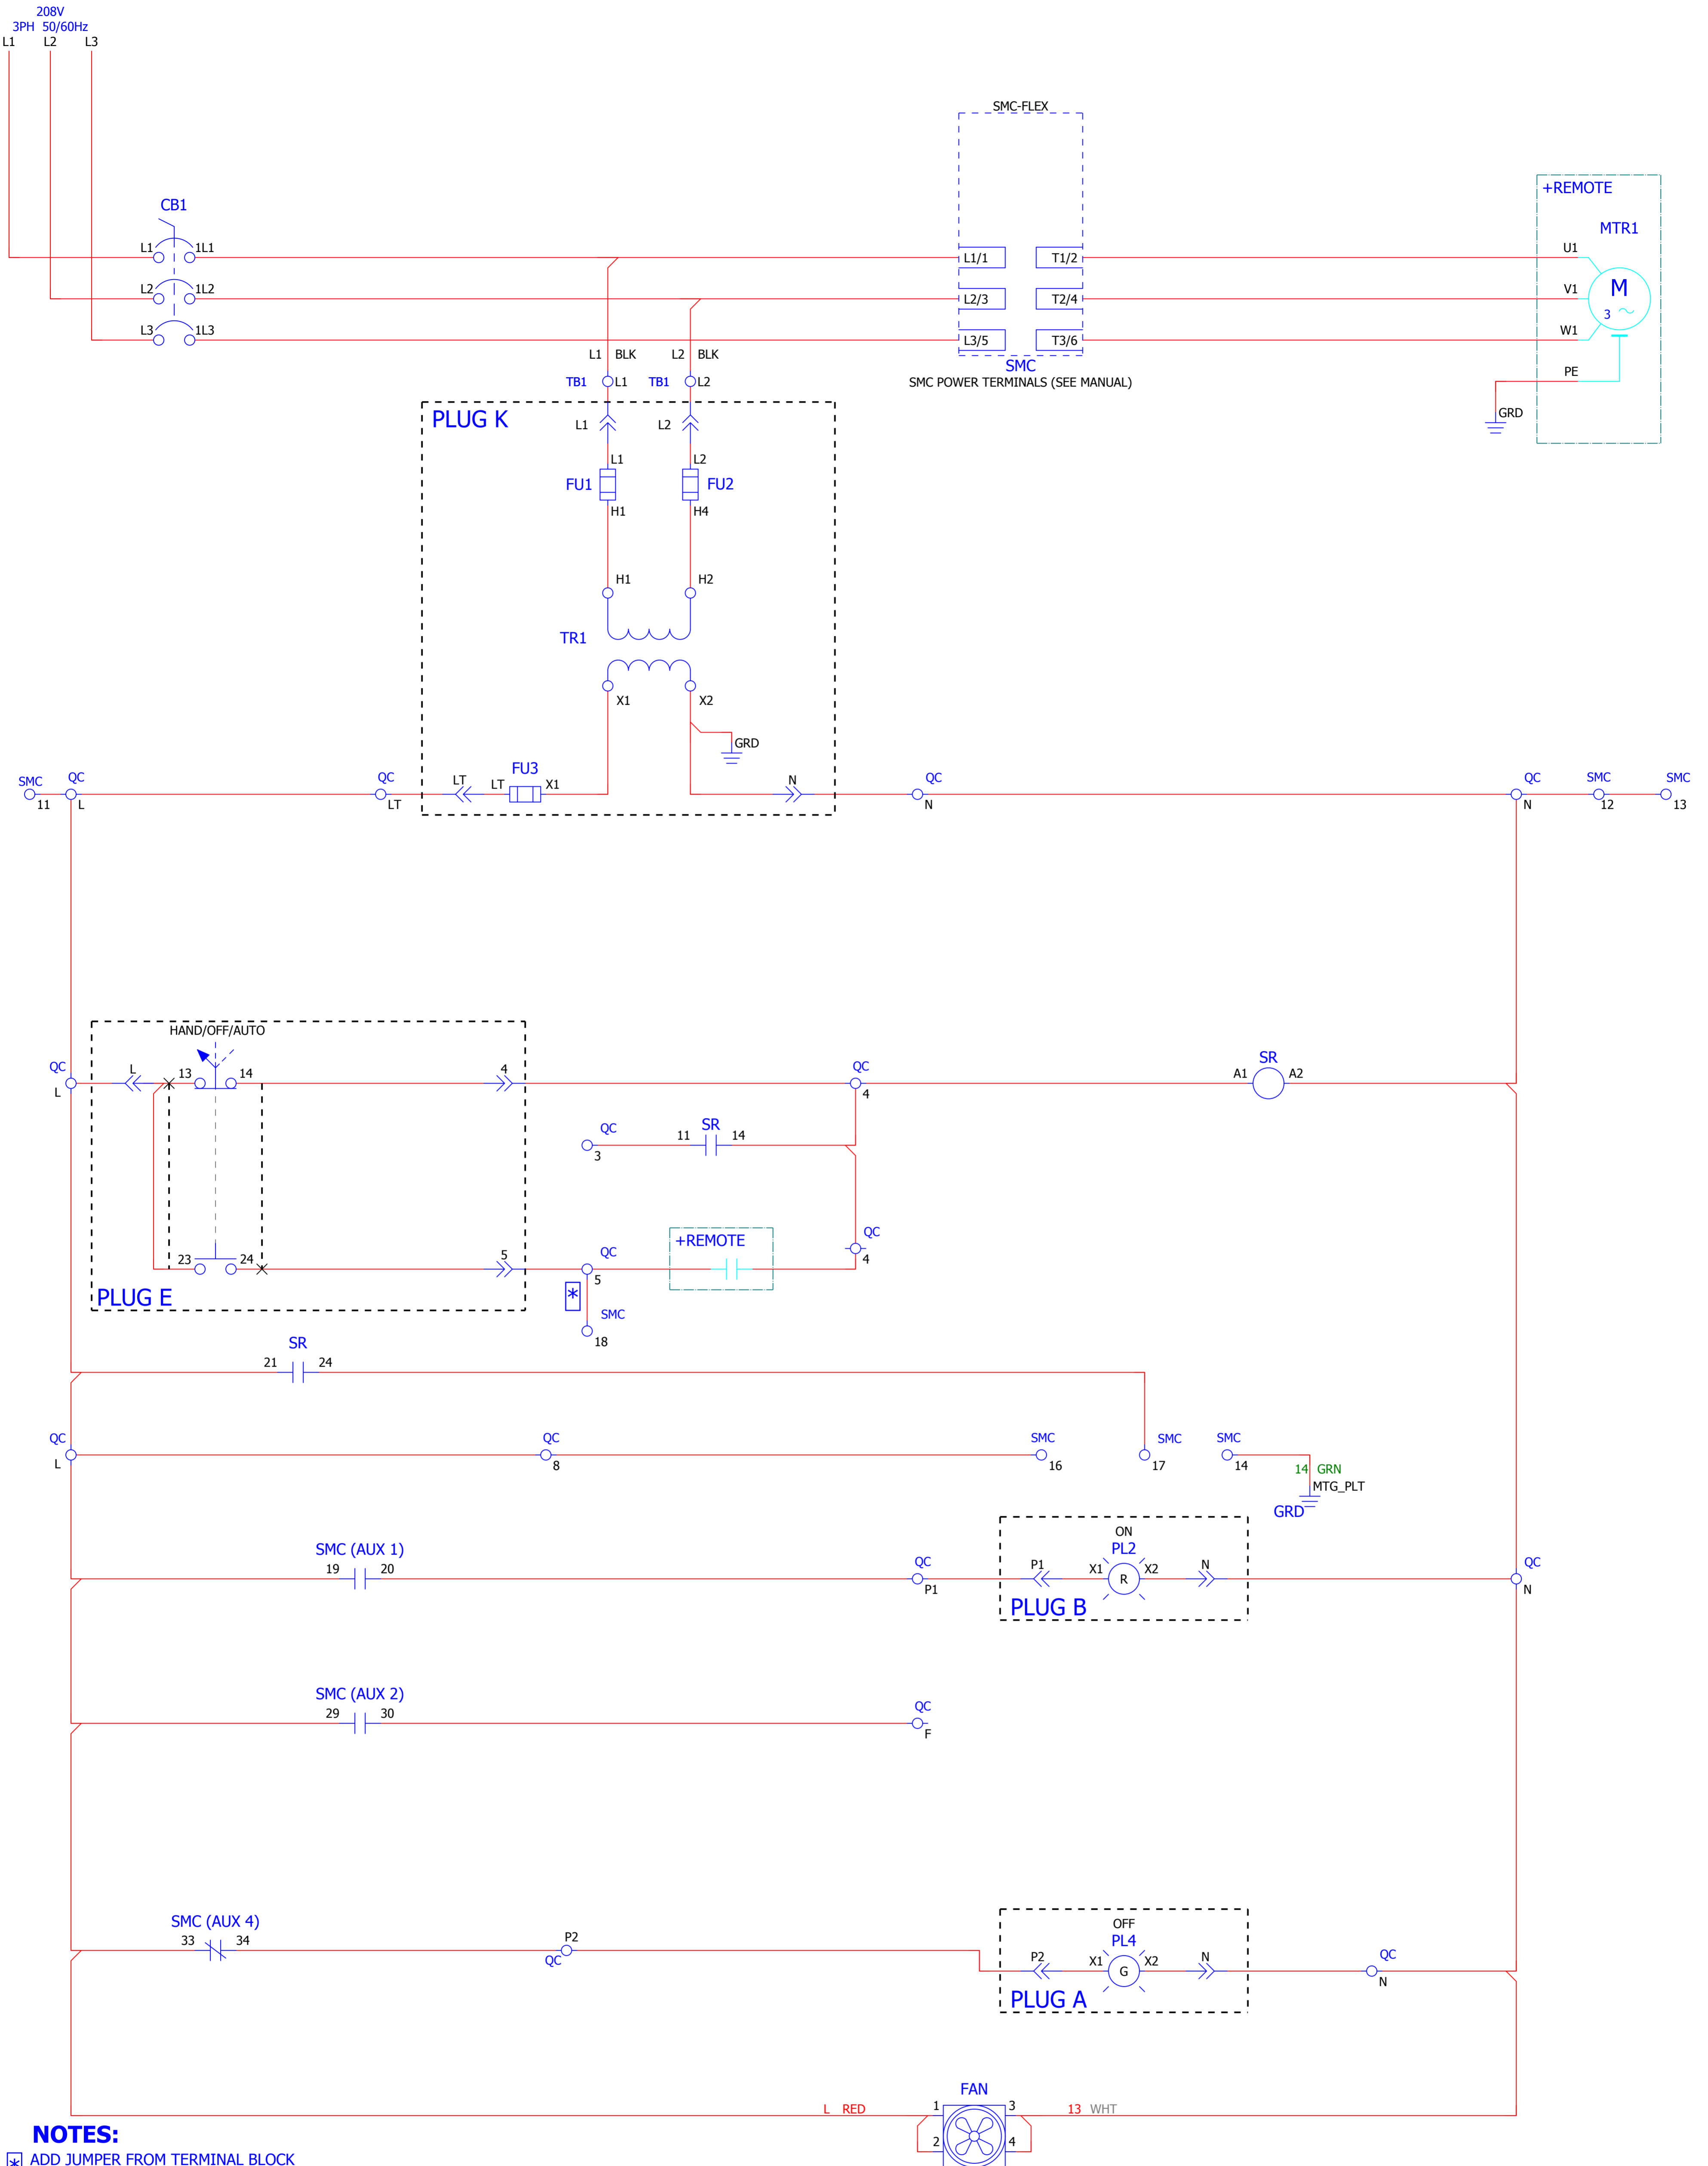 208V
3PH 50/60Hz
L1 L2 L3
SMC-FLEX
+REMOTE
CB1
MTR1
L1 1L1 L1/1 T1/2 U1
L2 1L2 L2/3 T2/4 V1 M
3
L3 1L3 L3/5 T3/6 W1
L1 BLK L2 BLK
SMC
SMC POWER TERMINALS (SEE MANUAL)
TB1 L1 TB1 L2
PE
GRD
PLUG K
L1 L2
L1 L2
FU1 FU2
H1 H4
H1 H2
TR1
X1 X2
GRD
SMC QC QC LT LT FU3 X1 N QC QC SMC SMC
11 L LT N N 12 13
HAND/OFF/AUTO
QC L 13 14 4 QC SR
L 4 A1 A2
QC 11 SR 14
3
+REMOTE QC
4
23 24 5 QC
5
PLUG E
* SMC
18
SR
21 24
QC QC SMC SMC SMC
L 8 16 17 14
14 GRN
MTG_PLT
GRD
ON
SMC (AUX 1) PL2
19 20 QC P1 X1 R X2 N QC
P1 N
PLUG B
SMC (AUX 2)
29 30 QC
F
OFF
SMC (AUX 4) PL4
33 34 P2 P2 X1 G X2 N QC
QC N
PLUG A
FAN
L RED 1 3 13 WHT
2 4
NOTES:
* ADD JUMPER FROM TERMINAL BLOCK